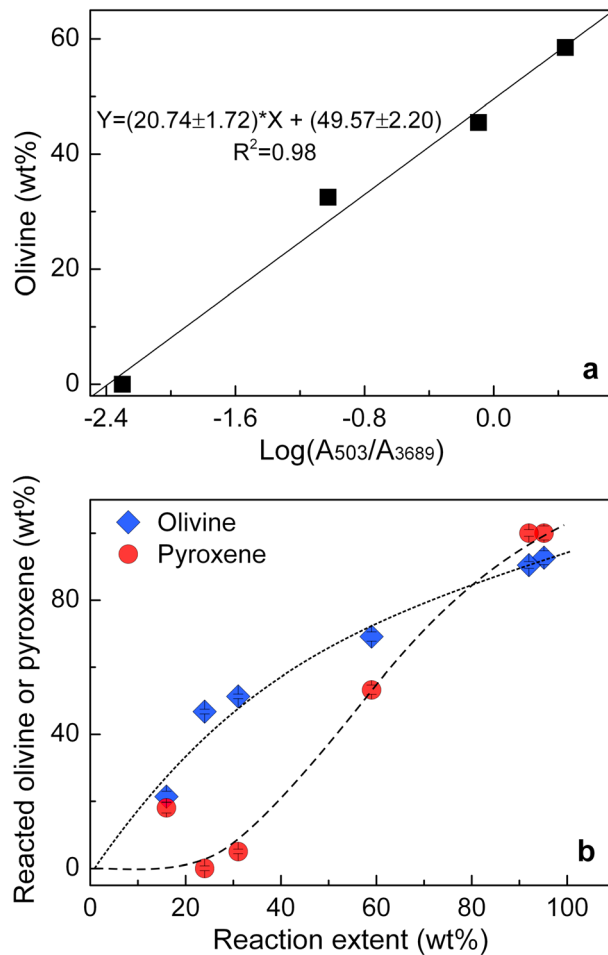 60
40
20
0
Olivine (wt%)
Y=(20.74±1.72)*X + (49.57±2.20)
R²=0.98
a
-2.4 -1.6 -0.8 0.0
Log(A503/A3689)
Olivine
Pyroxene
80
40
0
Reacted olivine or pyroxene (wt%)
b
0 20 40 60 80 100
Reaction extent (wt%)